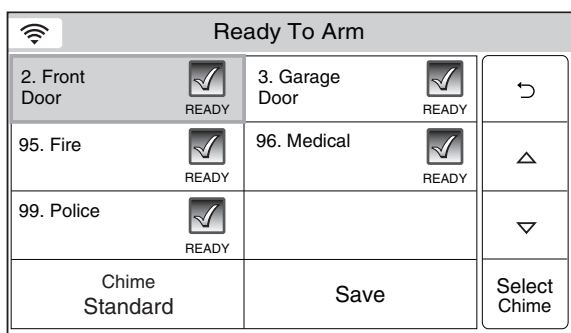 Ready To Arm
2. Front
Door
READY
3. Garage
Door
READY
95. Fire
READY
96. Medical
READY
99. Police
READY
Chime
Standard
Save
Select
Chime